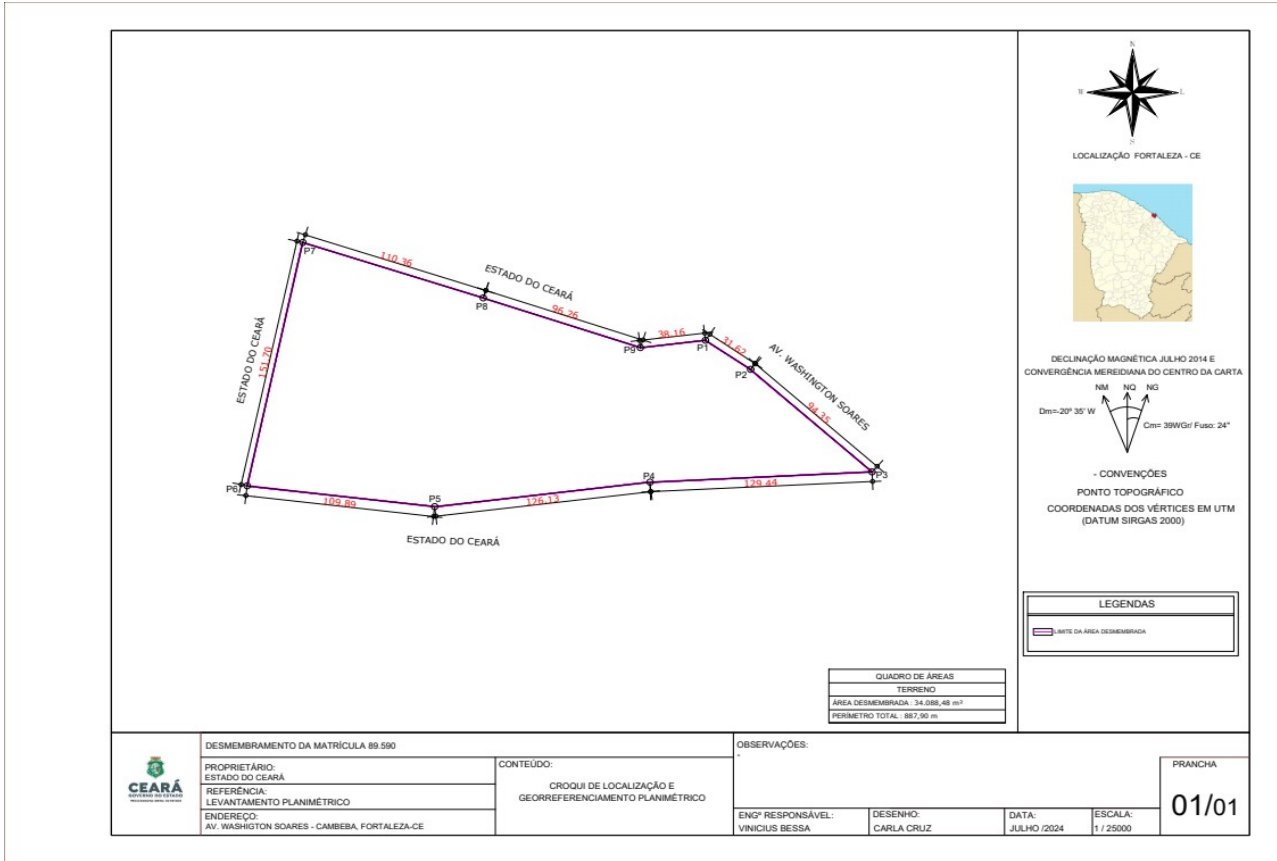 P7
110.36
ESTADO DO CEARÁ
P8
96.26
P9
38.16
P1
31.62
P2
AV. WASHINGTON SOARES
94.35
P3
ESTADO DO CEARÁ
151.70
P6
109.89
P5
126.13
P4
129.44
ESTADO DO CEARÁ
N
L
S
LOCALIZAÇÃO FORTALEZA - CE
DECLINAÇÃO MAGNÉTICA JULHO 2014 E
CONVERGÊNCIA MEREIDIANA DO CENTRO DA CARTA
NM NQ NG
Dm=-20º 35' W
Cm= 39WGr/ Fuso: 24"
- CONVENÇÕES
PONTO TOPOGRÁFICO
COORDENADAS DOS VÉRTICES EM UTM
(DATUM SIRGAS 2000)
LEGENDAS
LIMITE DA ÁREA DESMEMBRADA
QUADRO DE ÁREAS
TERRENO
ÁREA DESMEMBRADA : 34.088,48 m²
PERÍMETRO TOTAL : 887,90 m
CEARÁ
GOVERNO DO ESTADO
DESMEMBRAMENTO DA MATRÍCULA 89.590
PROPRIETÁRIO:
ESTADO DO CEARÁ
REFERÊNCIA:
LEVANTAMENTO PLANIMÉTRICO
ENDEREÇO:
AV. WASHIGTON SOARES - CAMBEBA, FORTALEZA-CE
CONTEÚDO:
CROQUI DE LOCALIZAÇÃO E
GEORREFERENCIAMENTO PLANIMÉTRICO
OBSERVAÇÕES:
-
ENGº RESPONSÁVEL:
VINICIUS BESSA
DESENHO:
CARLA CRUZ
DATA:
JULHO /2024
ESCALA:
1 / 25000
PRANCHA
01/01